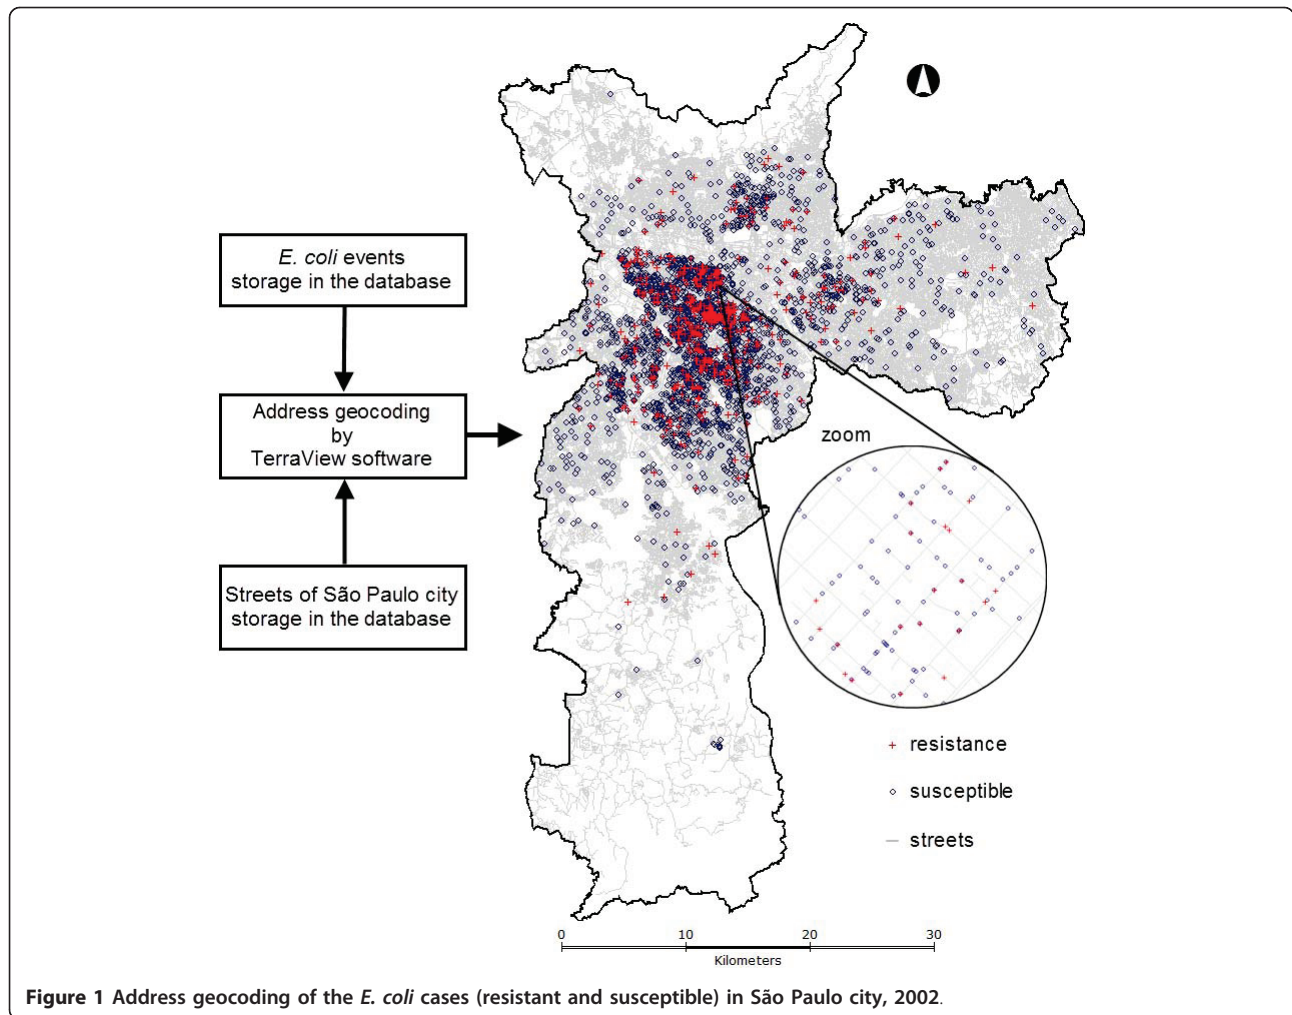 E. coli events
storage in the database
Address geocoding
by
TerraView software
Streets of São Paulo city
storage in the database
zoom
+ resistance
susceptible
streets
0 10 20 30
Kilometers
Figure 1 Address geocoding of the E. coli cases (resistant and susceptible) in São Paulo city, 2002.